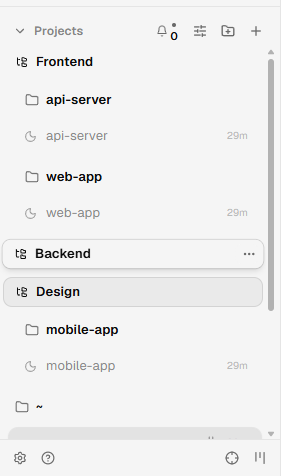 Projects 0
Frontend
api-server
api-server 29m
web-app
web-app 29m
Backend
Design
mobile-app
mobile-app 29m
~